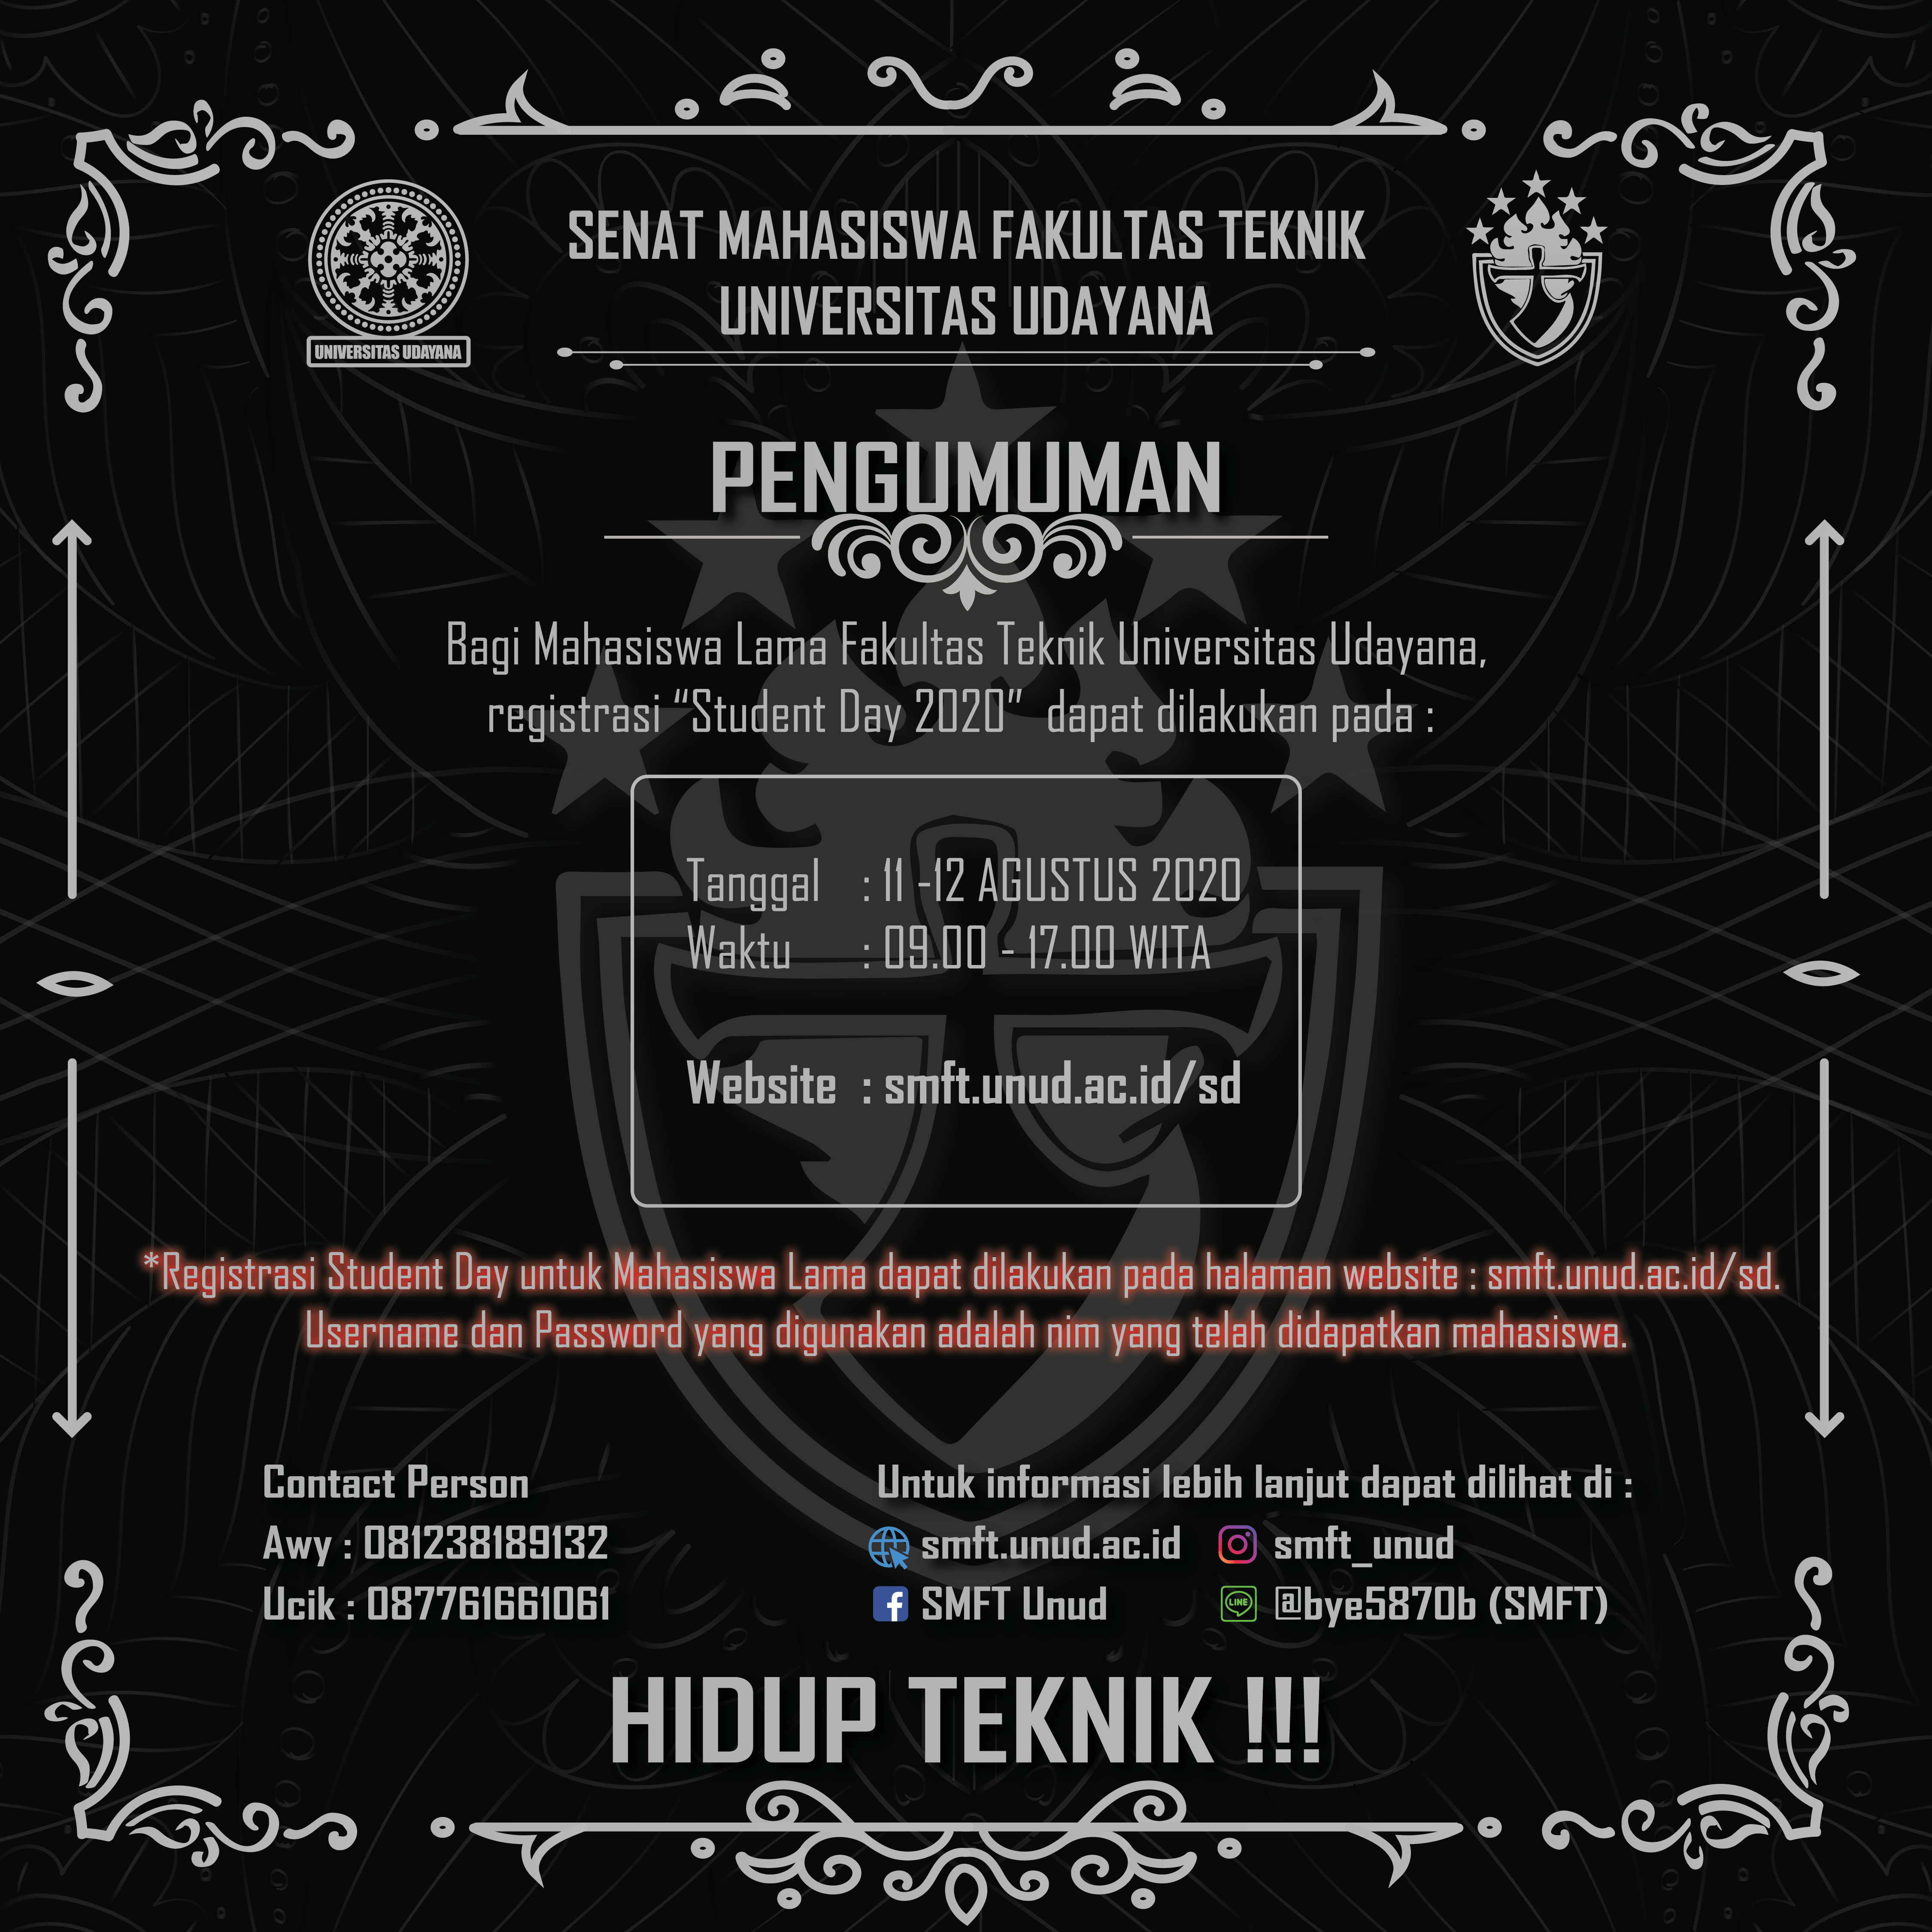 SENAT MAHASISWA FAKULTAS TEKNIK
UNIVERSITAS UDAYANA
UNIVERSITAS UDAYANA
PENGUMUMAN
Bagi Mahasiswa Lama Fakultas Teknik Universitas Udayana,
registrasi “Student Day 2020” dapat dilakukan pada :
Tanggal : 11 -12 AGUSTUS 2020
Waktu : 09.00 - 17.00 WITA
Website : smft.unud.ac.id/sd
*Registrasi Student Day untuk Mahasiswa Lama dapat dilakukan pada halaman website : smft.unud.ac.id/sd.
Username dan Password yang digunakan adalah nim yang telah didapatkan mahasiswa.
Contact Person
Awy : 081238189132
Ucik : 087761661061
Untuk informasi lebih lanjut dapat dilihat di :
smft.unud.ac.id smft_unud
SMFT Unud LINE @bye5870b (SMFT)
HIDUP TEKNIK !!!